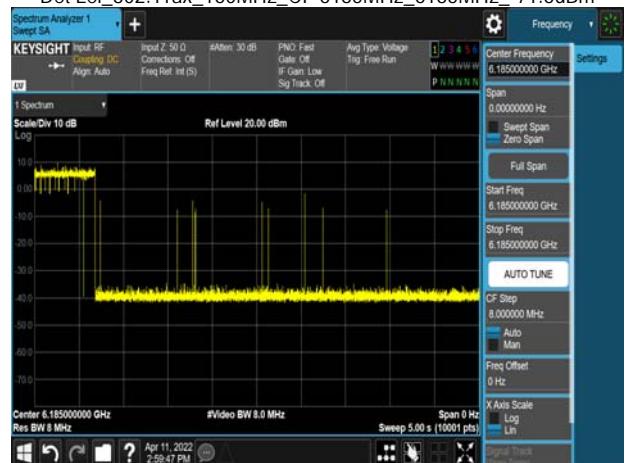 Spectrum Analyzer 1
Swept SA
+
Frequency
KEYSIGHT
Input: RF
Coupling: DC
Align: Auto
Input Z: 50 Ω
Corrections: Off
Freq Ref: Int (S)
#Atten: 30 dB
PNO: Fast
Gate: Off
IF Gain: Low
Sig Track: Off
Avg Type: Voltage
Trig: Free Run
1 2 3 4 5 6
W W W W W W
P N N N N N
LW
1 Spectrum
Scale/Div 10 dB
Ref Level 20.00 dBm
Log
10.0
0.00
-10.0
-20.0
-30.0
-40.0
-50.0
-60.0
-70.0
Center 6.185000000 GHz
#Video BW 8.0 MHz
Span 0 Hz
Res BW 8 MHz
Sweep 5.00 s (10001 pts)
Center Frequency
6.185000000 GHz
Settings
Span
0.00000000 Hz
Swept Span
Zero Span
Full Span
Start Freq
6.185000000 GHz
Stop Freq
6.185000000 GHz
AUTO TUNE
CF Step
8.000000 MHz
Auto
Man
Freq Offset
0 Hz
X Axis Scale
Log
Lin
Signal Track
?
Apr 11, 2022
2:59:47 PM